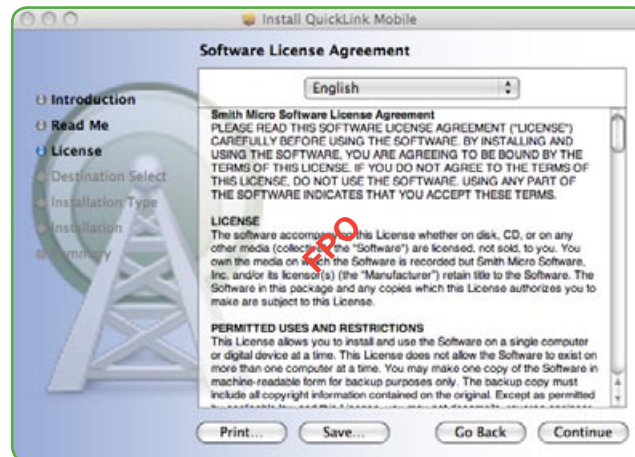 Install QuickLink Mobile
Software License Agreement
Introduction
Read Me
License
Destination Select
Installation Type
Installation
Summary
English
Smith Micro Software License Agreement
PLEASE READ THIS SOFTWARE LICENSE AGREEMENT ("LICENSE")
CAREFULLY BEFORE USING THE SOFTWARE. BY INSTALLING AND
USING THE SOFTWARE, YOU ARE AGREEING TO BE BOUND BY THE
TERMS OF THIS LICENSE. IF YOU DO NOT AGREE TO THE TERMS OF
THIS LICENSE, DO NOT USE THE SOFTWARE. USING ANY PART OF
THE SOFTWARE INDICATES THAT YOU ACCEPT THESE TERMS.
LICENSE
The software accompanying this License whether on disk, CD, or on any
other media (collectively the "Software") are licensed, not sold, to you. You
own the media on which the Software is recorded but Smith Micro Software,
Inc. and/or its licensor(s) (the "Manufacturer") retain title to the Software. The
Software in this package and any copies which this License authorizes you to
make are subject to this License.
FPO
PERMITTED USES AND RESTRICTIONS
This License allows you to install and use the Software on a single computer
or digital device at a time. This License does not allow the Software to exist on
more than one computer at a time. You may make one copy of the Software in
machine-readable form for backup purposes only. The backup copy must
include all copyright information contained on the original. Except as permitted
Print...
Save...
Go Back
Continue